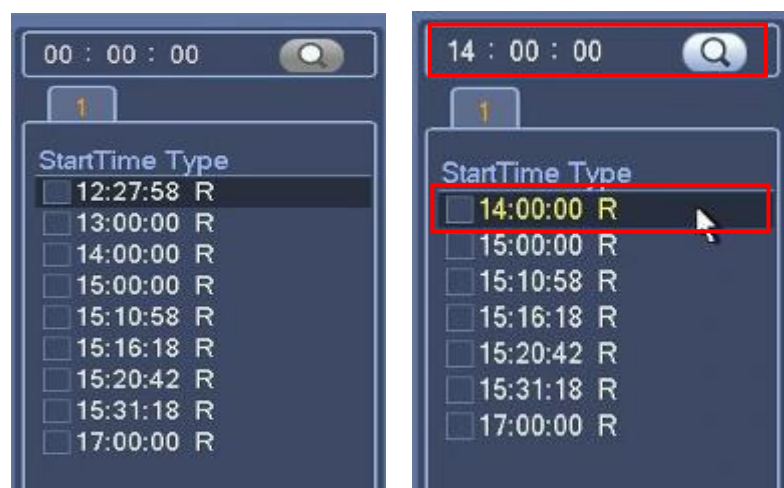 00 : 00 : 00
1
StartTime Type
12:27:58 R
13:00:00 R
14:00:00 R
15:00:00 R
15:10:58 R
15:16:18 R
15:20:42 R
15:31:18 R
17:00:00 R
14 : 00 : 00
1
StartTime Type
14:00:00 R
15:00:00 R
15:10:58 R
15:16:18 R
15:20:42 R
15:31:18 R
17:00:00 R